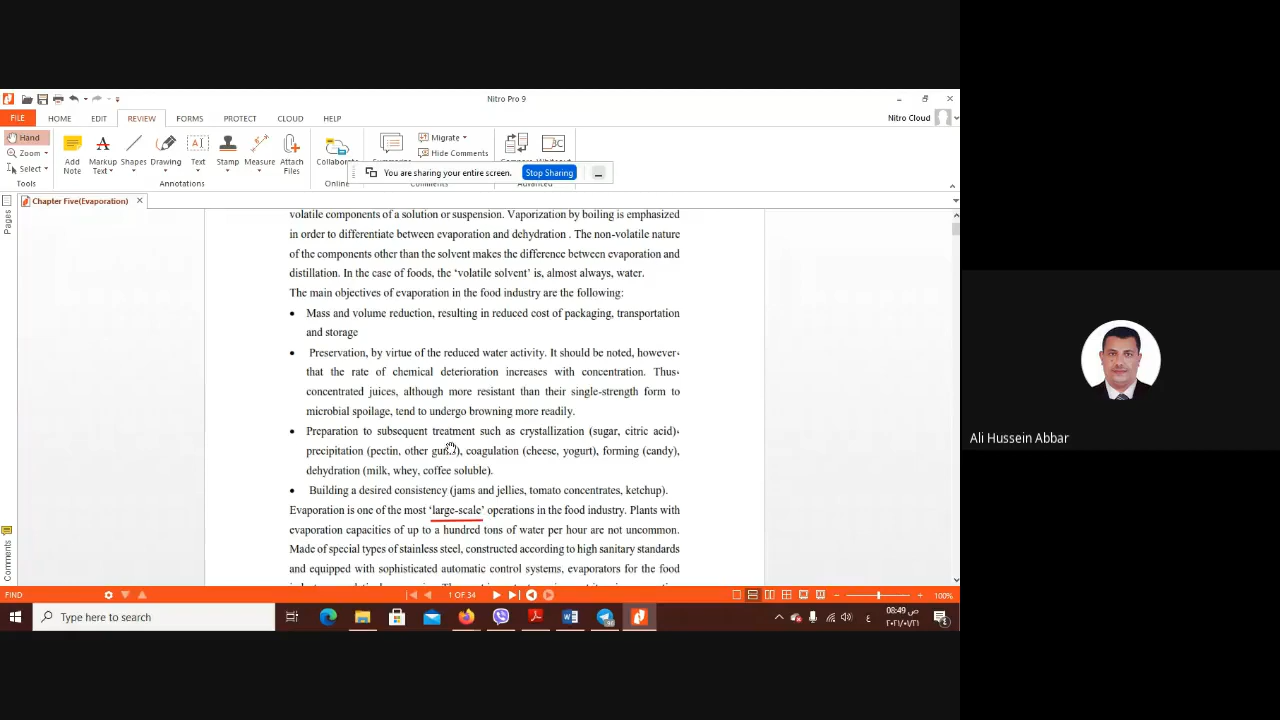 Nitro Pro 9
FILE HOME EDIT REVIEW FORMS PROTECT CLOUD HELP Nitro Cloud
Hand
Zoom
Select
Tools
Add Note
Markup Text
Shapes
Drawing
Text
Stamp
Measure
Attach Files
Annotations
Collaborate
Online
Migrate
Hide Comments
Advanced
You are sharing your entire screen. Stop Sharing
Chapter Five(Evaporation)
Pages
volatile components of a solution or suspension. Vaporization by boiling is emphasized
in order to differentiate between evaporation and dehydration . The non-volatile nature
of the components other than the solvent makes the difference between evaporation and
distillation. In the case of foods, the ‘volatile solvent’ is, almost always, water.
The main objectives of evaporation in the food industry are the following:
• Mass and volume reduction, resulting in reduced cost of packaging, transportation
and storage
• Preservation, by virtue of the reduced water activity. It should be noted, however،
that the rate of chemical deterioration increases with concentration. Thus،
concentrated juices, although more resistant than their single-strength form to
microbial spoilage, tend to undergo browning more readily.
• Preparation to subsequent treatment such as crystallization (sugar, citric acid)،
precipitation (pectin, other gums), coagulation (cheese, yogurt), forming (candy),
dehydration (milk, whey, coffee soluble).
• Building a desired consistency (jams and jellies, tomato concentrates, ketchup).
Evaporation is one of the most ‘large-scale’ operations in the food industry. Plants with
evaporation capacities of up to a hundred tons of water per hour are not uncommon.
Made of special types of stainless steel, constructed according to high sanitary standards
and equipped with sophisticated automatic control systems, evaporators for the food
Comments
FIND
1 OF 34
100%
Type here to search
08:49 ص
٢٠٢١/٠١/٢١
ع
Ali Hussein Abbar